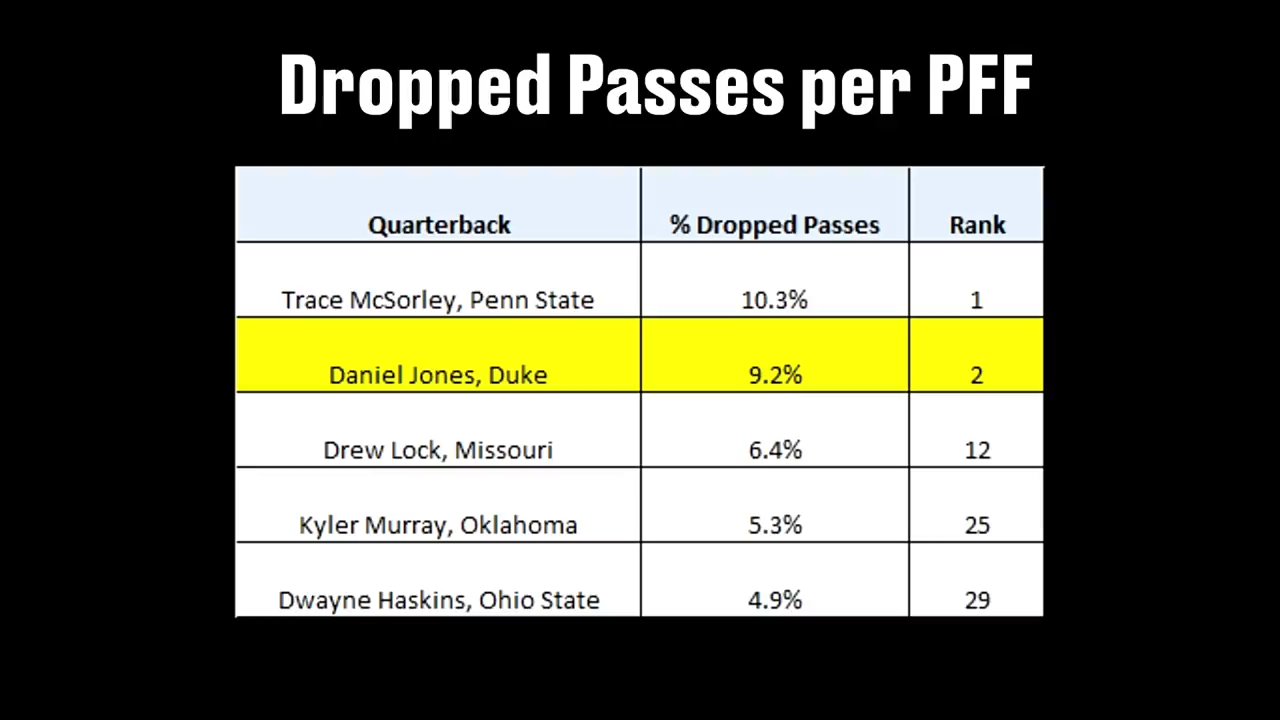 Dropped Passes per PFF
Quarterback % Dropped Passes Rank
Trace McSorley, Penn State 10.3% 1
Daniel Jones, Duke 9.2% 2
Drew Lock, Missouri 6.4% 12
Kyler Murray, Oklahoma 5.3% 25
Dwayne Haskins, Ohio State 4.9% 29